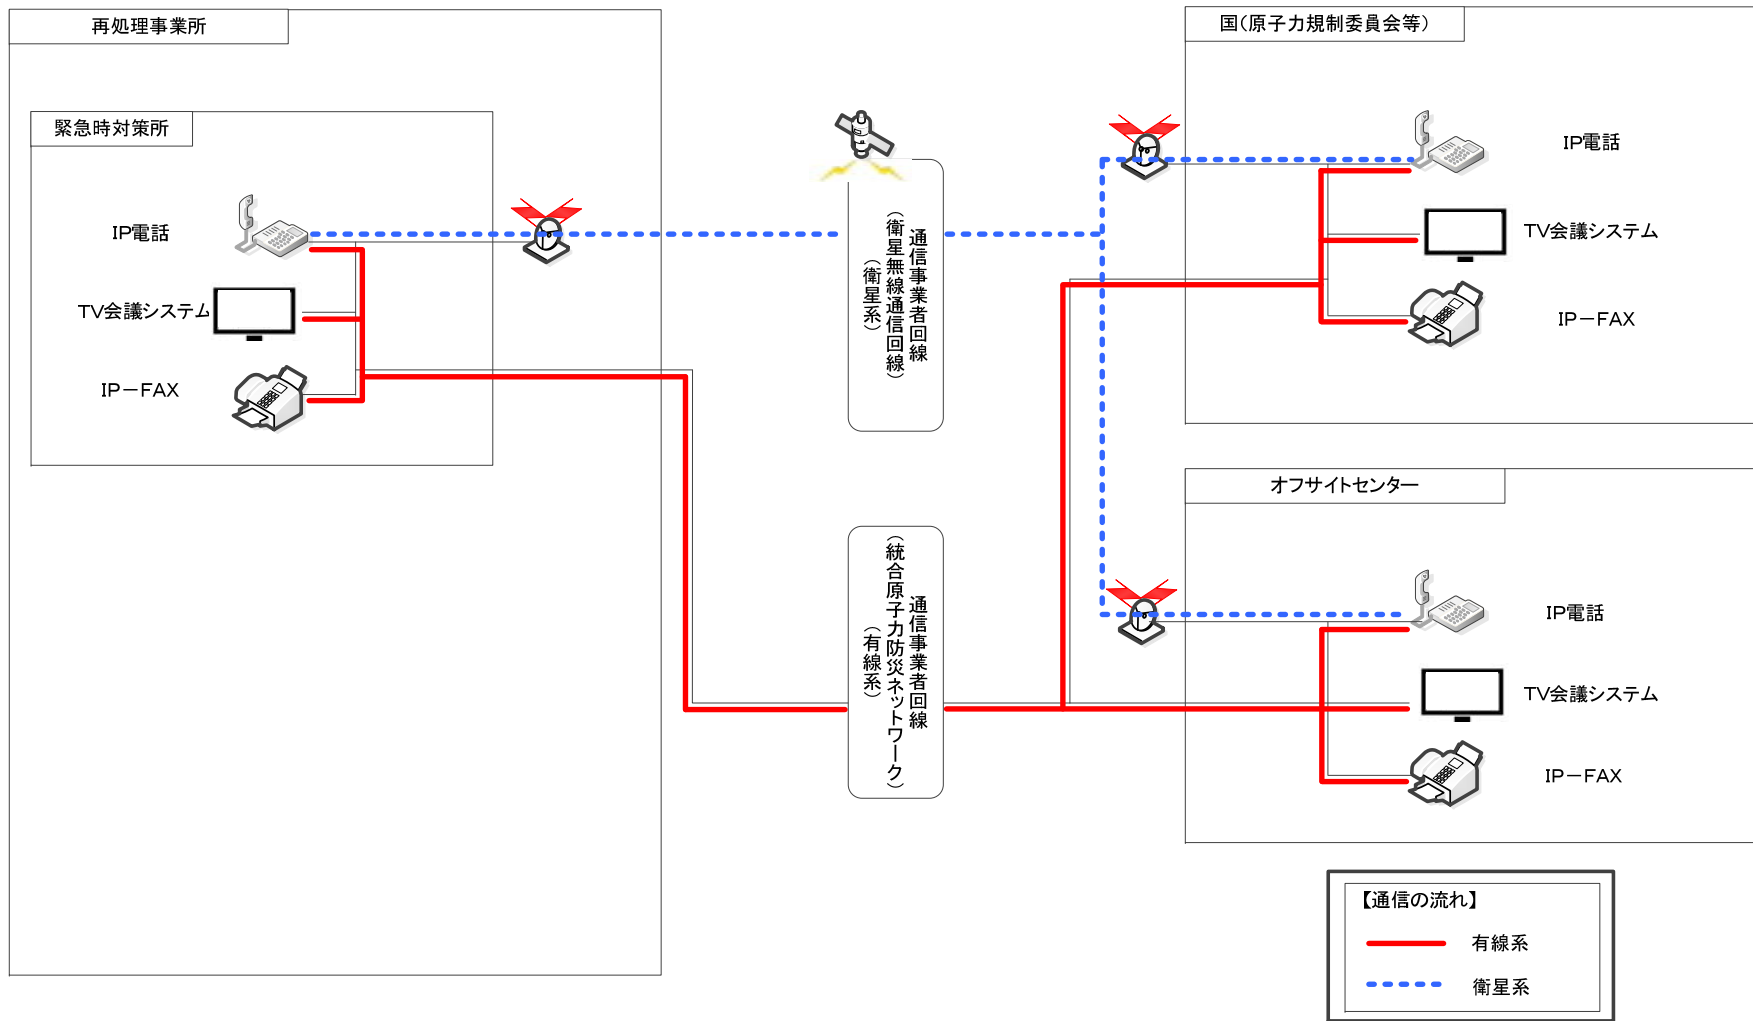 再処理事業所
緊急時対策所
IP電話
TV会議システム
IP－FAX
通信事業者回線
（衛星無線通信回線）
（衛星系）
通信事業者回線
（統合原子力防災ネットワーク）
（有線系）
国(原子力規制委員会等)
IP電話
TV会議システム
IP－FAX
オフサイトセンター
IP電話
TV会議システム
IP－FAX
【通信の流れ】
有線系
衛星系